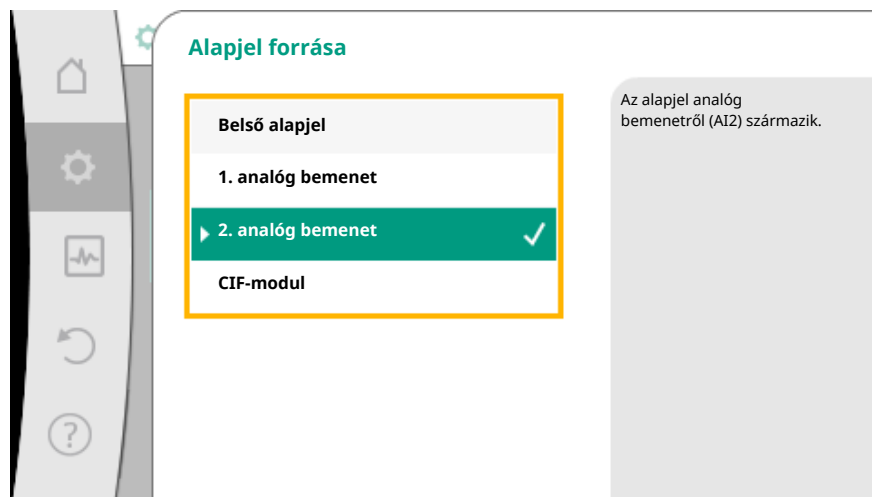 Alapjel forrása
Belső alapjel
1. analóg bemenet
2. analóg bemenet
CIF-modul
Az alapjel analóg
bemenetről (AI2) származik.